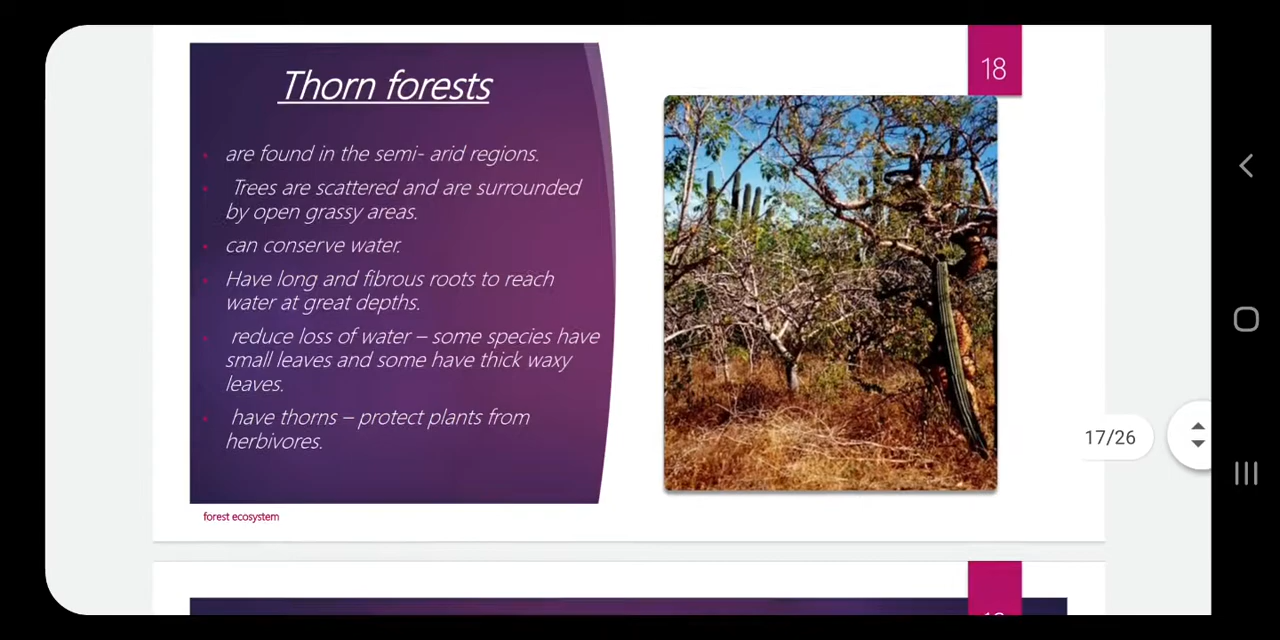 18
Thorn forests
are found in the semi- arid regions.
Trees are scattered and are surrounded
by open grassy areas.
can conserve water.
Have long and fibrous roots to reach
water at great depths.
reduce loss of water – some species have
small leaves and some have thick waxy
leaves.
have thorns – protect plants from
herbivores.
17/26
forest ecosystem